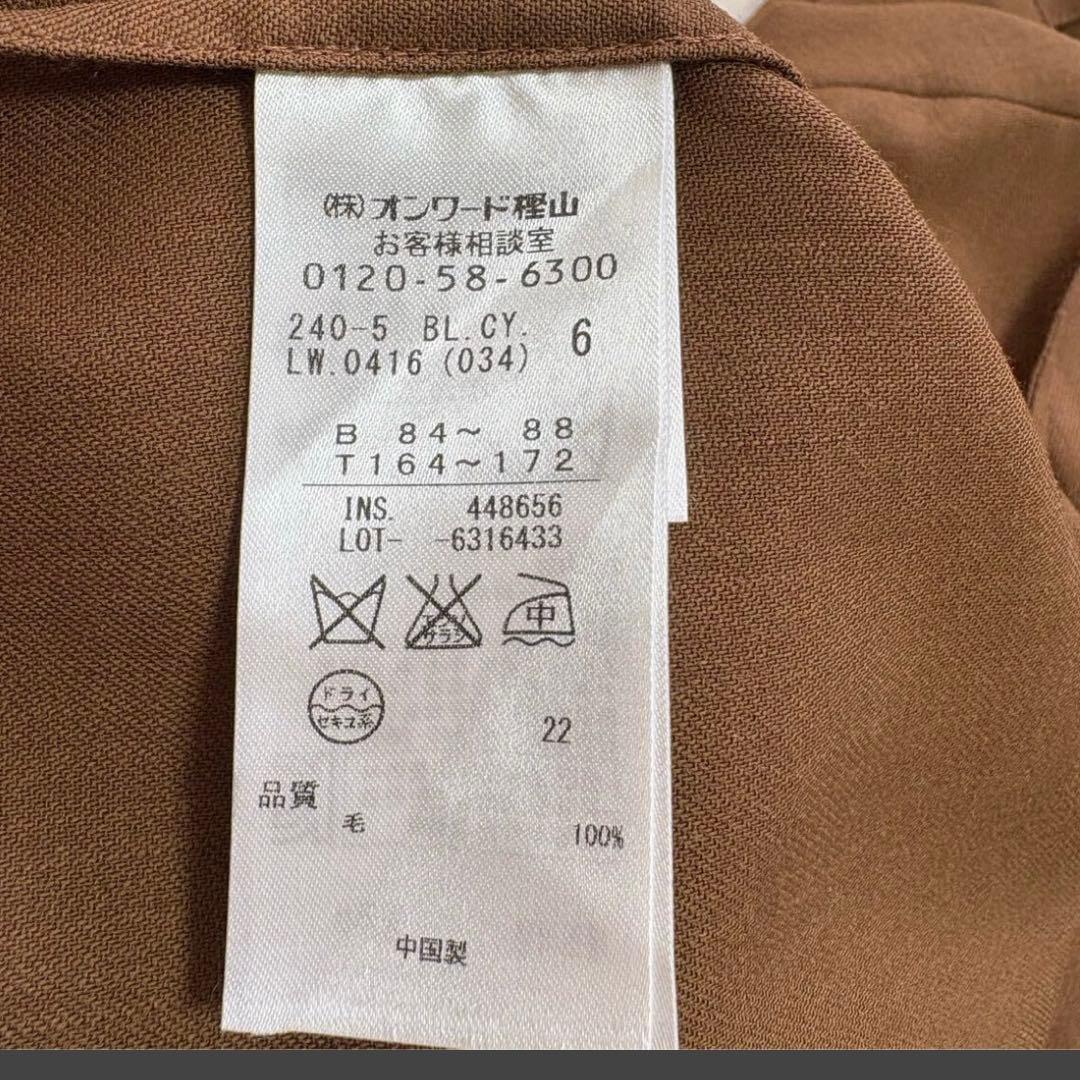 (株)オンワード樫山
お客様相談室
0120-58-6300
240-5 BL.CY. 6
LW.0416 (034)
B 84～ 88
T164～172
INS. 448656
LOT- -6316433
中
ドライ
セキユ系
22
品質
毛 100%
中国製